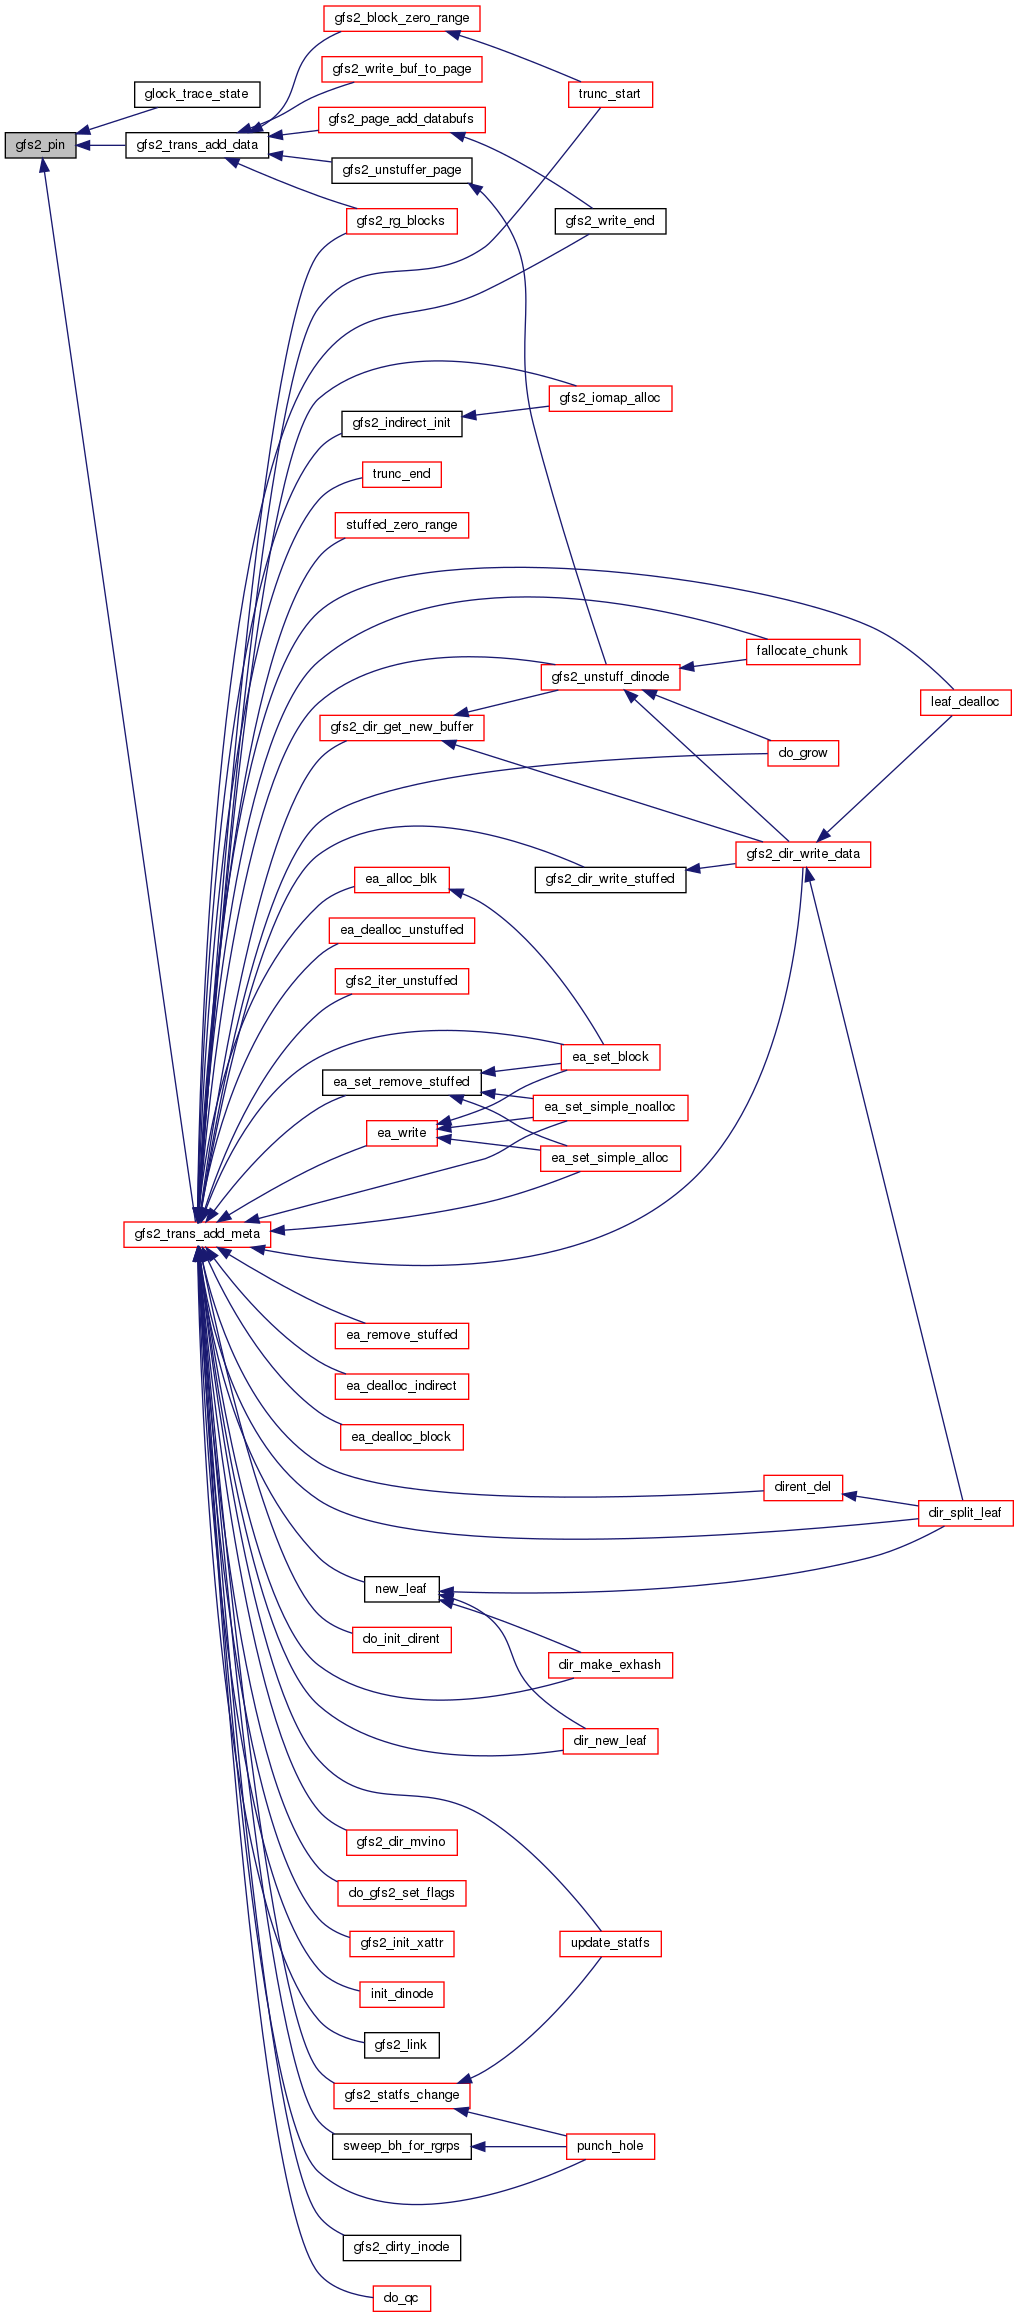 gfs2_block_zero_range
gfs2_write_buf_to_page
glock_trace_state
trunc_start
gfs2_page_add_databufs
gfs2_pin
gfs2_trans_add_data
gfs2_unstuffer_page
gfs2_rg_blocks
gfs2_write_end
gfs2_iomap_alloc
gfs2_indirect_init
trunc_end
stuffed_zero_range
fallocate_chunk
gfs2_unstuff_dinode
leaf_dealloc
gfs2_dir_get_new_buffer
do_grow
gfs2_dir_write_data
ea_alloc_blk
gfs2_dir_write_stuffed
ea_dealloc_unstuffed
gfs2_iter_unstuffed
ea_set_block
ea_set_remove_stuffed
ea_set_simple_noalloc
ea_write
ea_set_simple_alloc
gfs2_trans_add_meta
ea_remove_stuffed
ea_dealloc_indirect
ea_dealloc_block
dirent_del
dir_split_leaf
new_leaf
do_init_dirent
dir_make_exhash
dir_new_leaf
gfs2_dir_mvino
do_gfs2_set_flags
gfs2_init_xattr
update_statfs
init_dinode
gfs2_link
gfs2_statfs_change
sweep_bh_for_rgrps
punch_hole
gfs2_dirty_inode
do_qc